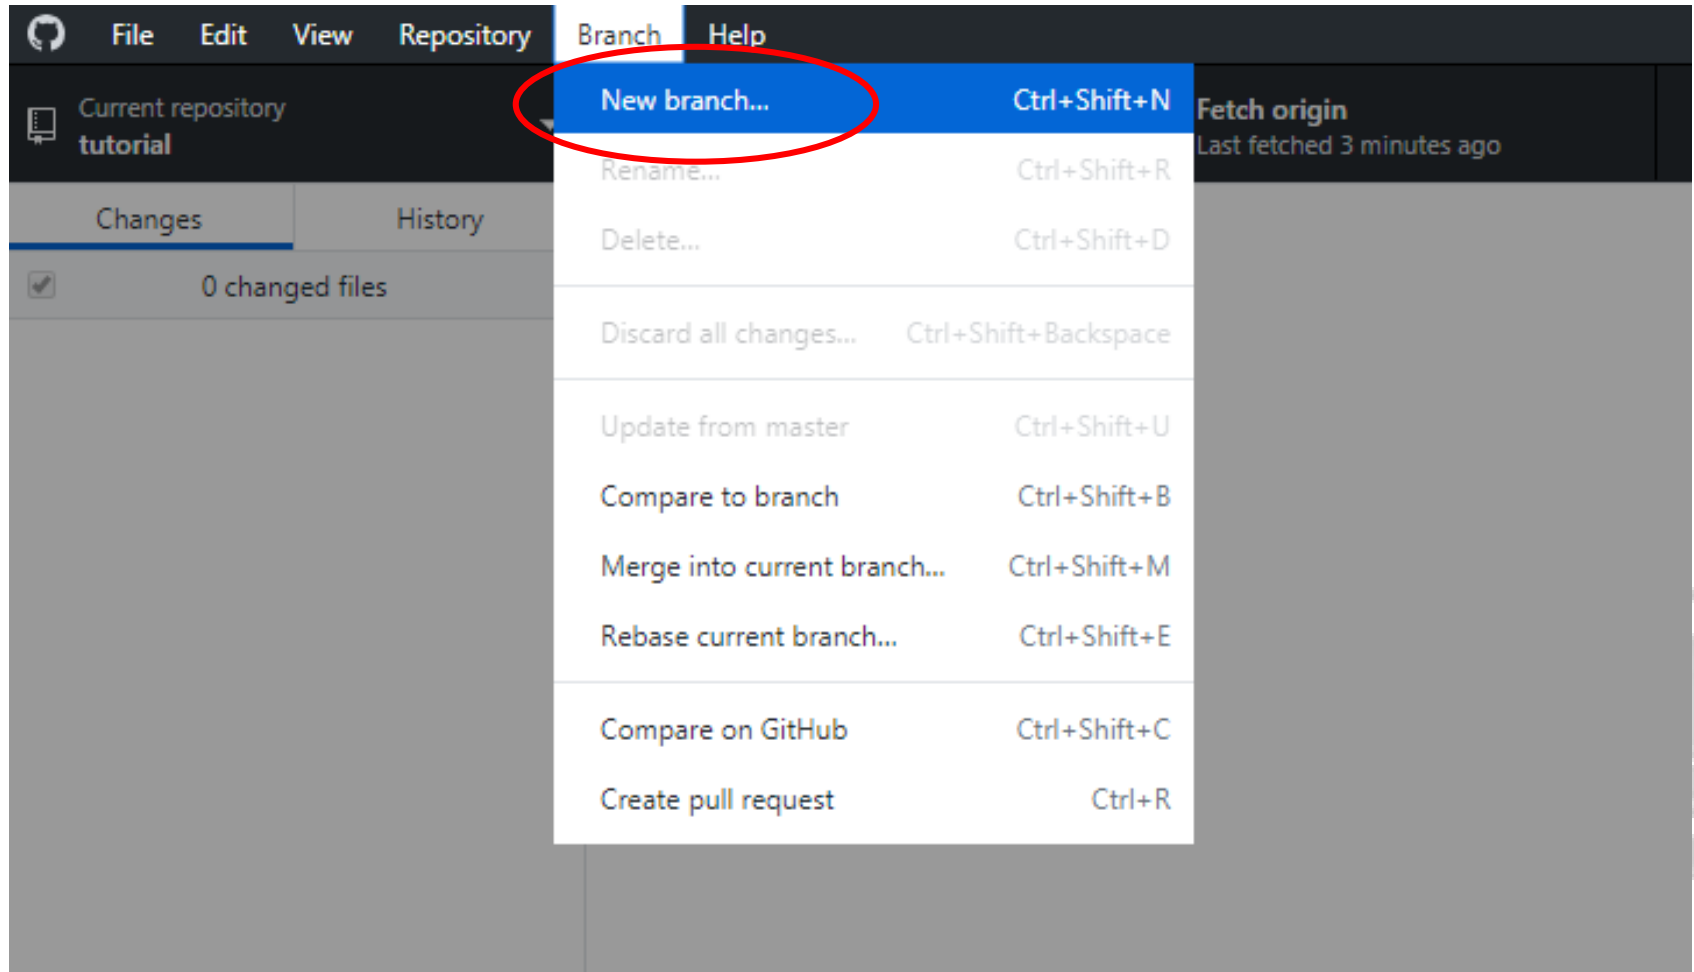 File Edit View Repository Branch Help
Current repository
tutorial
Fetch origin
Last fetched 3 minutes ago
Changes History
0 changed files
New branch... Ctrl+Shift+N
Rename... Ctrl+Shift+R
Delete... Ctrl+Shift+D
Discard all changes... Ctrl+Shift+Backspace
Update from master Ctrl+Shift+U
Compare to branch Ctrl+Shift+B
Merge into current branch... Ctrl+Shift+M
Rebase current branch... Ctrl+Shift+E
Compare on GitHub Ctrl+Shift+C
Create pull request Ctrl+R